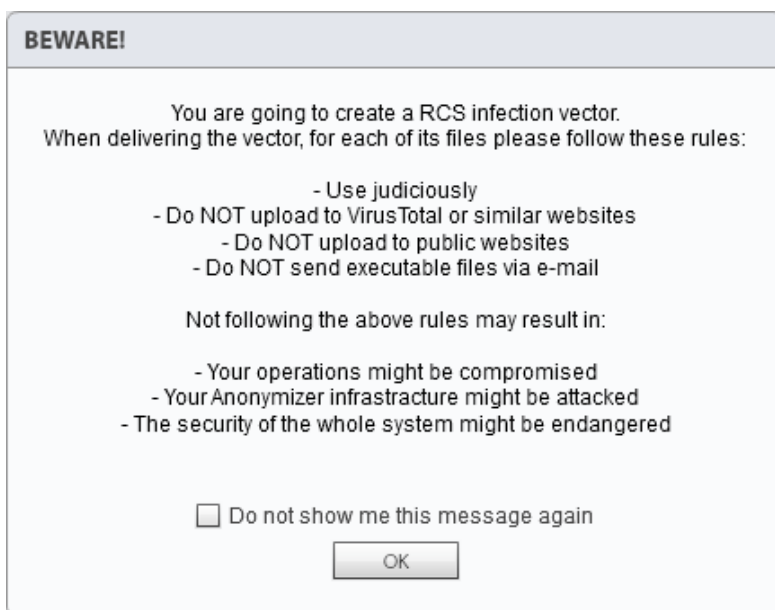 BEWARE!
You are going to create a RCS infection vector.
When delivering the vector, for each of its files please follow these rules:
- Use judiciously
- Do NOT upload to VirusTotal or similar websites
- Do NOT upload to public websites
- Do NOT send executable files via e-mail
Not following the above rules may result in:
- Your operations might be compromised
- Your Anonymizer infrastracture might be attacked
- The security of the whole system might be endangered
Do not show me this message again
OK